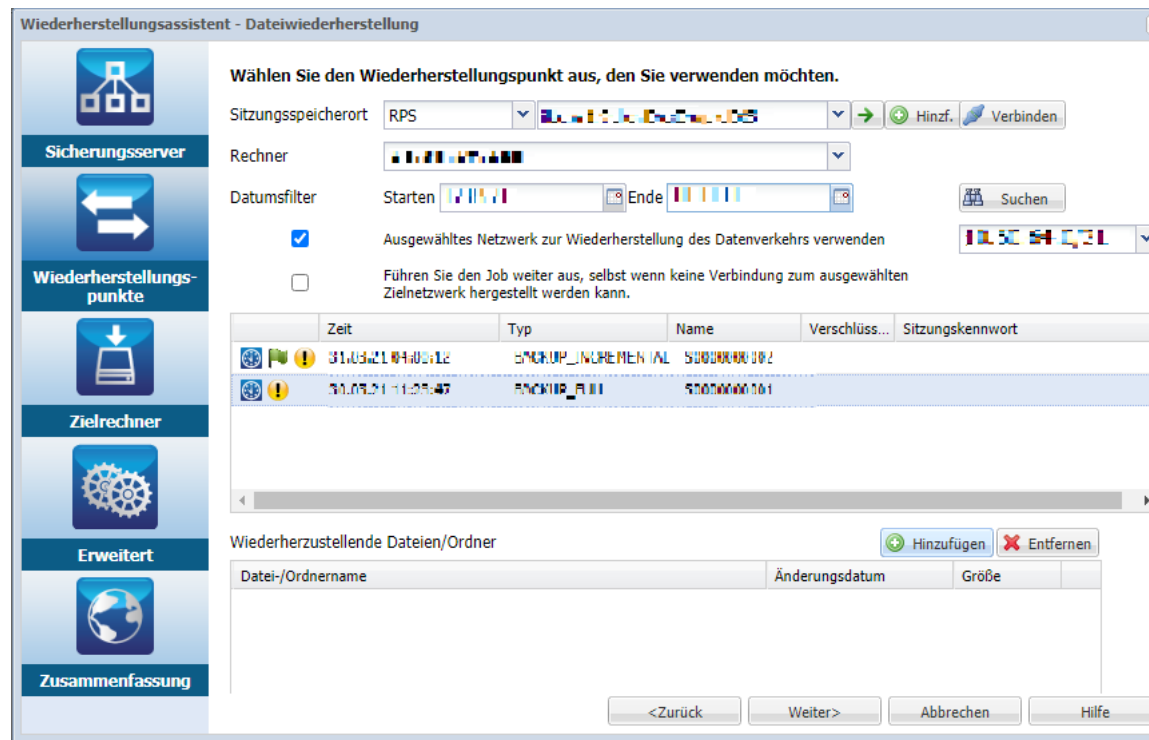 Wiederherstellungsassistent - Dateiwiederherstellung
Sicherungsserver
Wiederherstellungs-
punkte
Zielrechner
Erweitert
Zusammenfassung
Wählen Sie den Wiederherstellungspunkt aus, den Sie verwenden möchten.
Sitzungsspeicherort RPS Hinzf. Verbinden
Rechner
Datumsfilter Starten Ende Suchen
Ausgewähltes Netzwerk zur Wiederherstellung des Datenverkehrs verwenden
Führen Sie den Job weiter aus, selbst wenn keine Verbindung zum ausgewählten
Zielnetzwerk hergestellt werden kann.
Zeit Typ Name Verschlüss... Sitzungskennwort
BACKUP_INCREMENTAL
BACKUP_FULL
Wiederherzustellende Dateien/Ordner Hinzufügen Entfernen
Datei-/Ordnername Änderungsdatum Größe
<Zurück Weiter> Abbrechen Hilfe